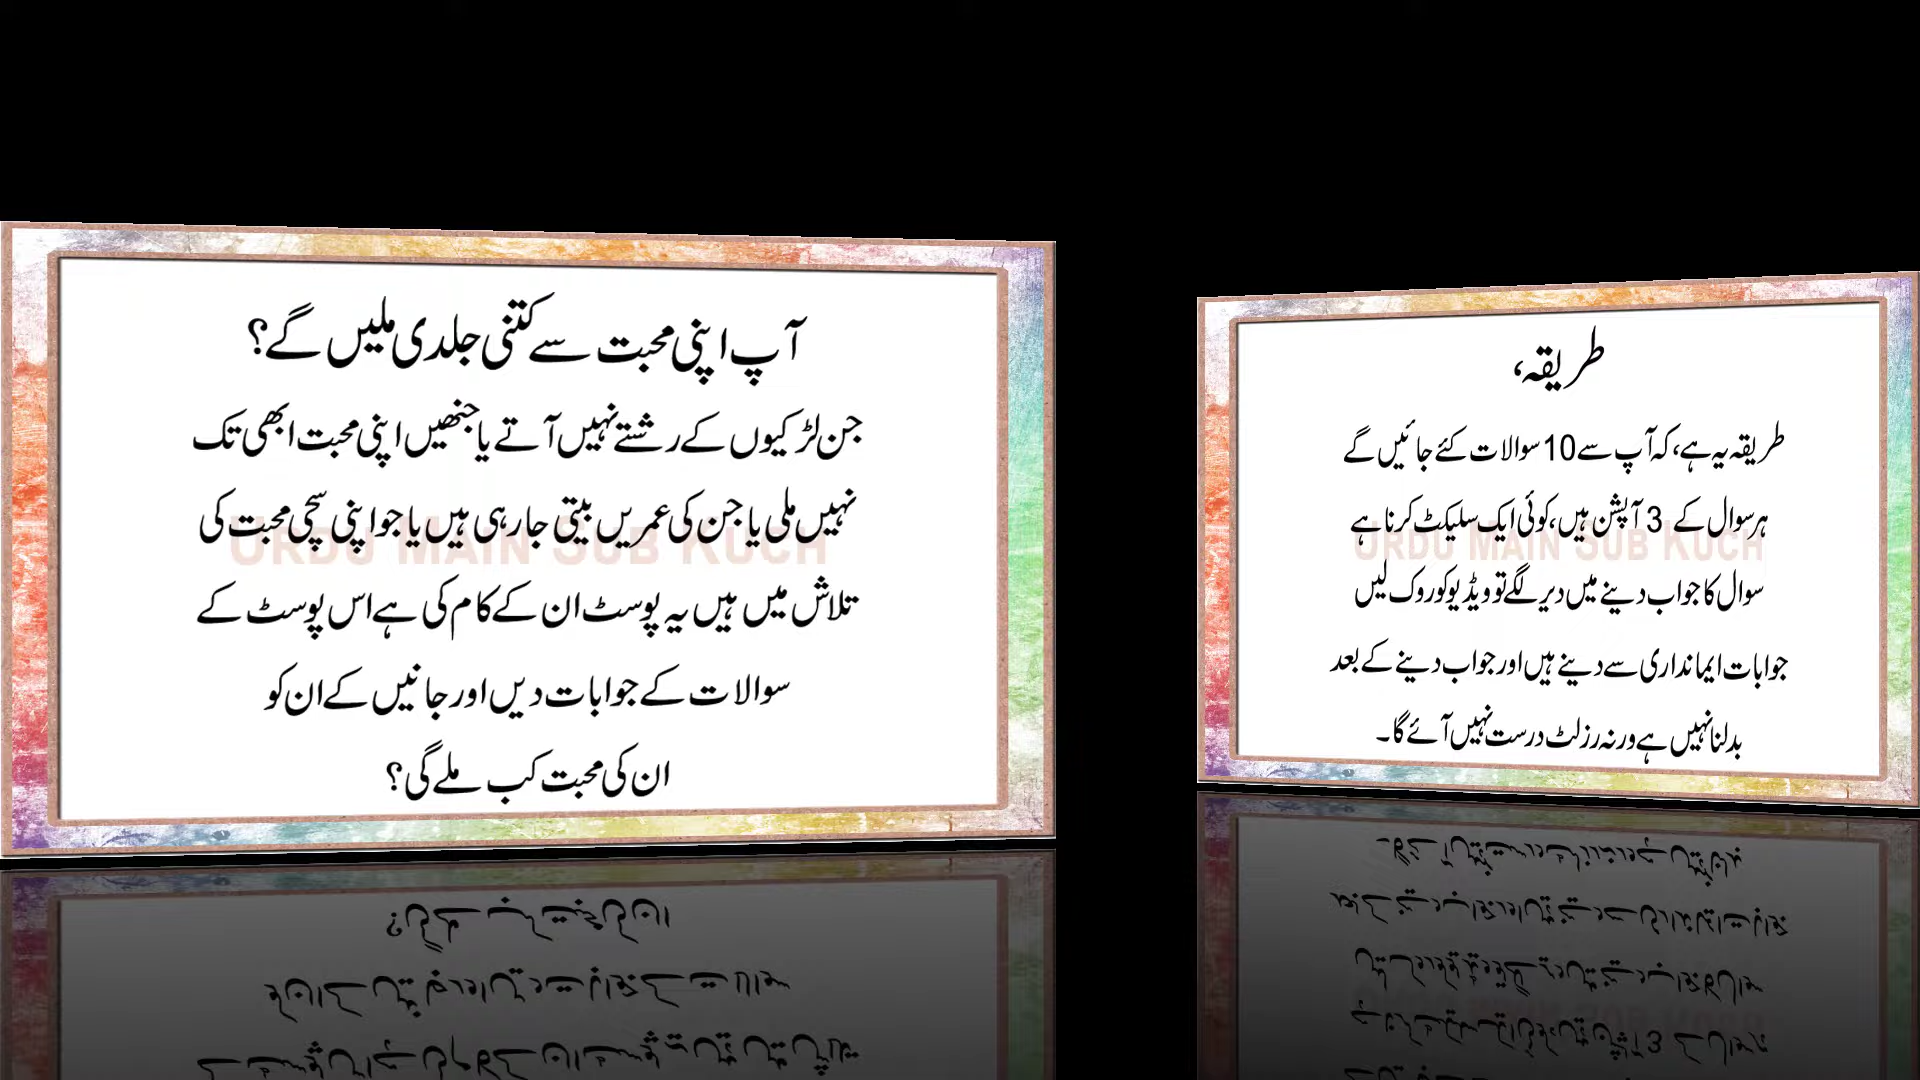 آپ اپنی محبت سے کتنی جلدی ملیں گے؟
جن لڑکیوں کے رشتے نہیں آتے یا جنھیں اپنی محبت ابھی تک
نہیں ملی یا جن کی عمریں بیتی جارہی ہیں یا جو اپنی سچی محبت کی
تلاش میں ہیں یہ پوسٹ ان کے کام کی ہے اس پوسٹ کے
سوالات کے جوابات دیں اور جانیں کے ان کو
ان کی محبت کب ملے گی؟
URDU MAIN SUB KUCH
طریقہ،
طریقہ یہ ہے، کہ آپ سے 10 سوالات کئے جائیں گے
ہر سوال کے 3 آپشن ہیں، کوئی ایک سلیکٹ کرنا ہے
سوال کا جواب دینے میں دیر لگے تو ویڈیو کو روک لیں
جوابات ایمانداری سے دینے ہیں اور جواب دینے کے بعد
بدلنا نہیں ہے ورنہ رزلٹ درست نہیں آئے گا۔
URDU MAIN SUB KUCH